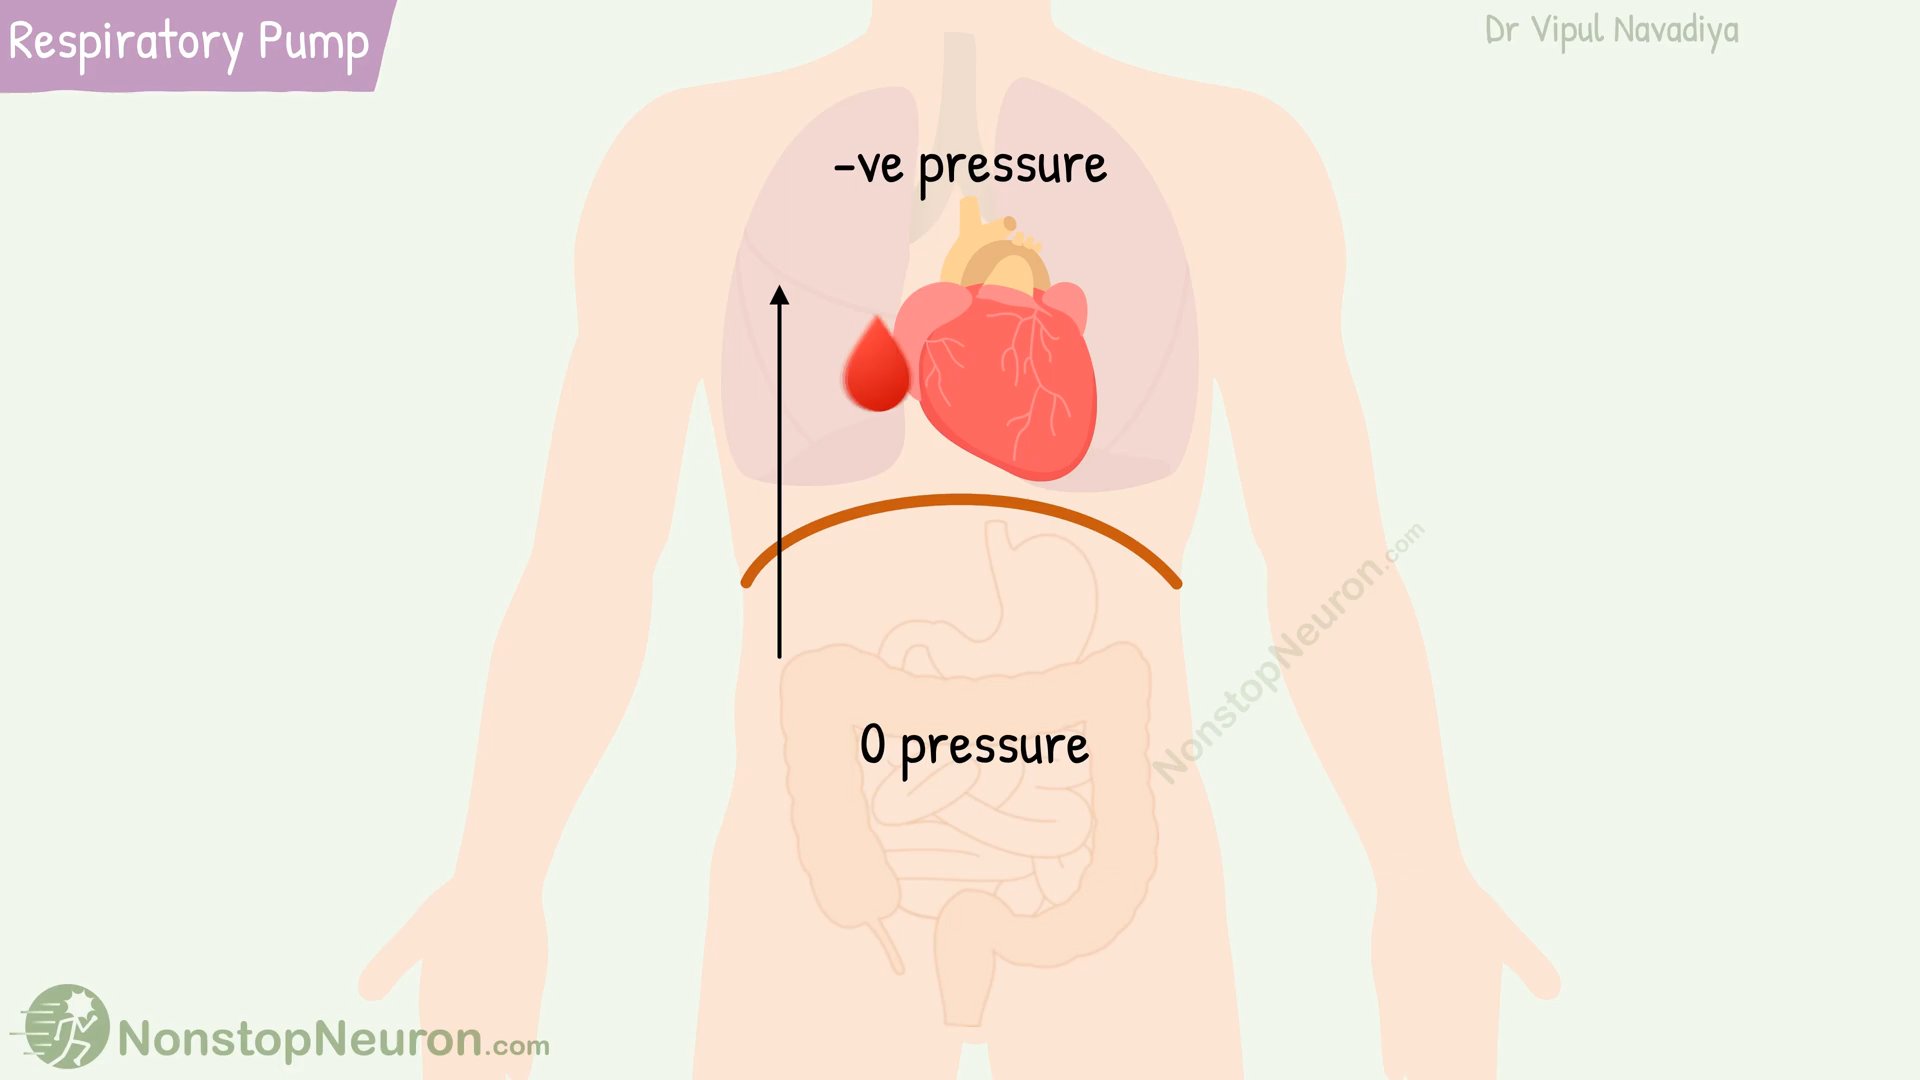 Respiratory Pump
Dr Vipul Navadiya
-ve pressure
0 pressure
NonstopNeuron.com
NonstopNeuron.com